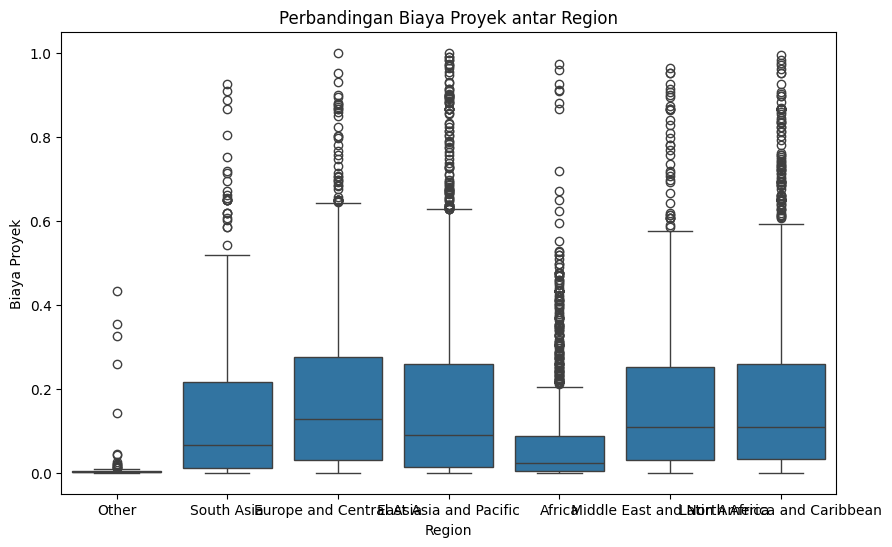 Perbandingan Biaya Proyek antar Region
1.0
0.8
0.6
0.4
0.2
0.0
Biaya Proyek
Other South Asia Europe and Central Asia East Asia and Pacific Africa Middle East and North Africa Latin America and Caribbean
Region